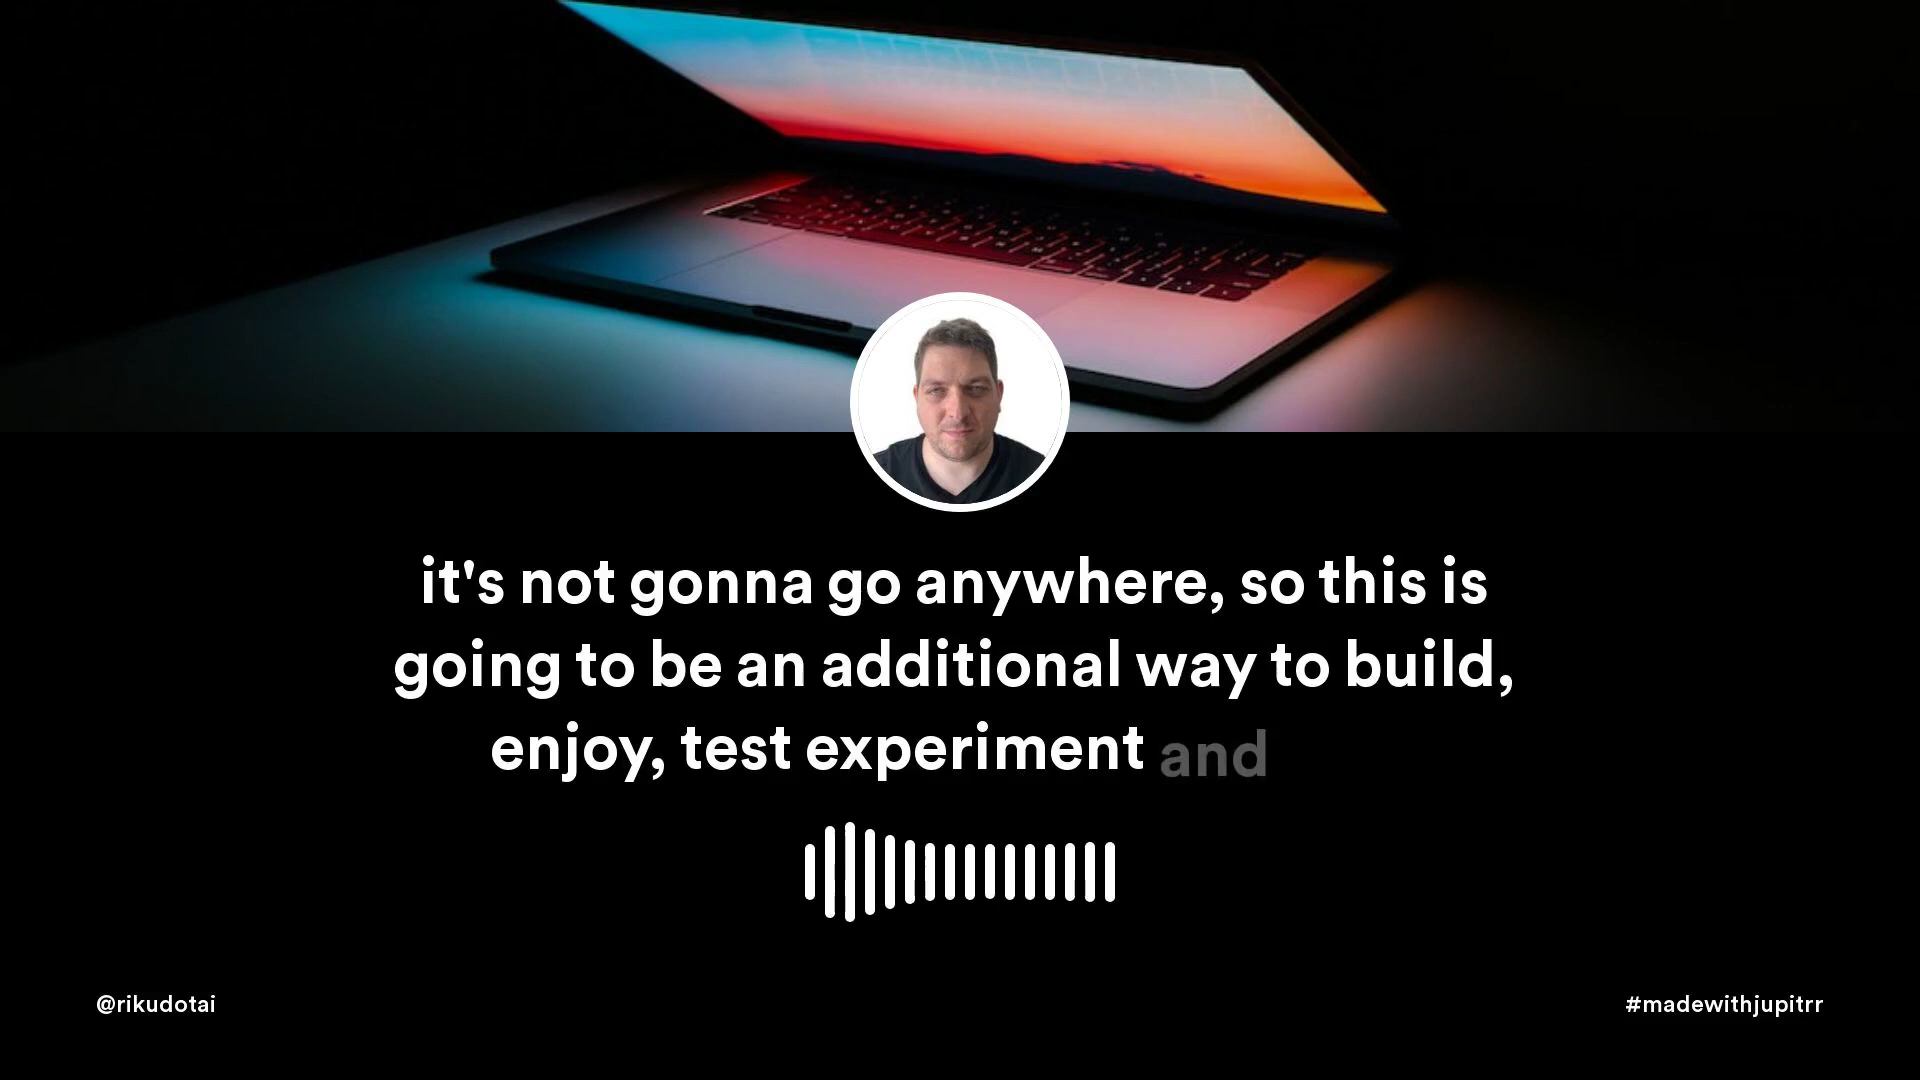 it's not gonna go anywhere, so this is
going to be an additional way to build,
enjoy, test experiment and
@rikudotai
#madewithjupitrr